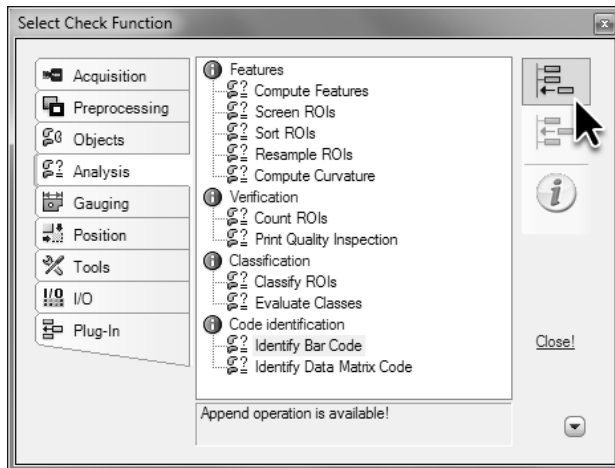 Select Check Function
Acquisition
Preprocessing
Objects
Analysis
Gauging
Position
Tools
I/O
Plug-In
Features
Compute Features
Screen ROIs
Sort ROIs
Resample ROIs
Compute Curvature
Verification
Count ROIs
Print Quality Inspection
Classification
Classify ROIs
Evaluate Classes
Code identification
Identify Bar Code
Identify Data Matrix Code
Append operation is available!
Close!